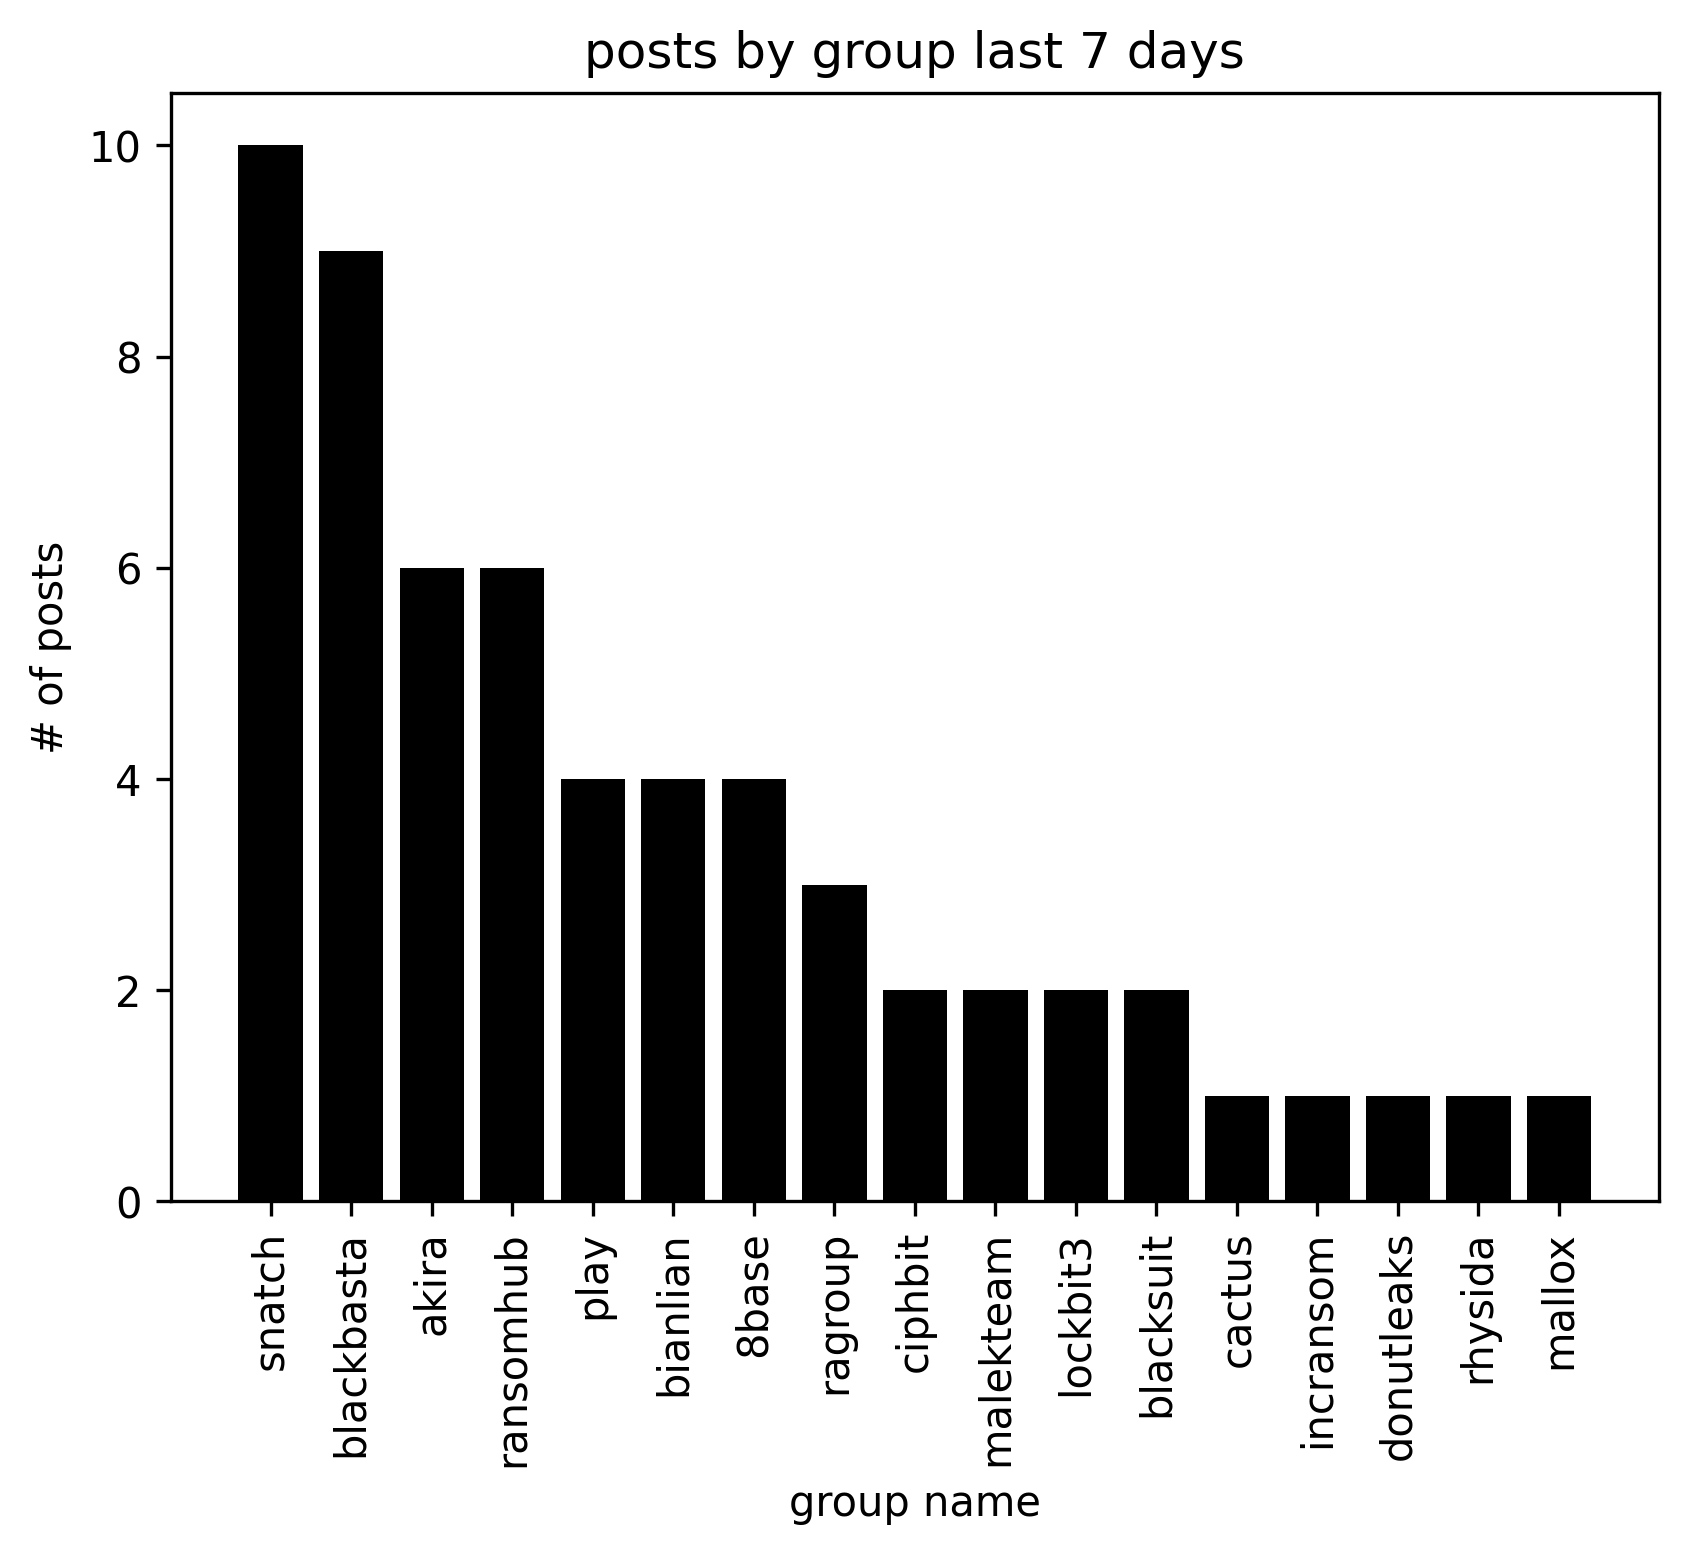 posts by group last 7 days
# of posts
10
8
6
4
2
0
snatch
blackbasta
akira
ransomhub
play
bianlian
8base
ragroup
ciphbit
malekteam
lockbit3
blacksuit
cactus
incransom
donutleaks
rhysida
mallox
group name